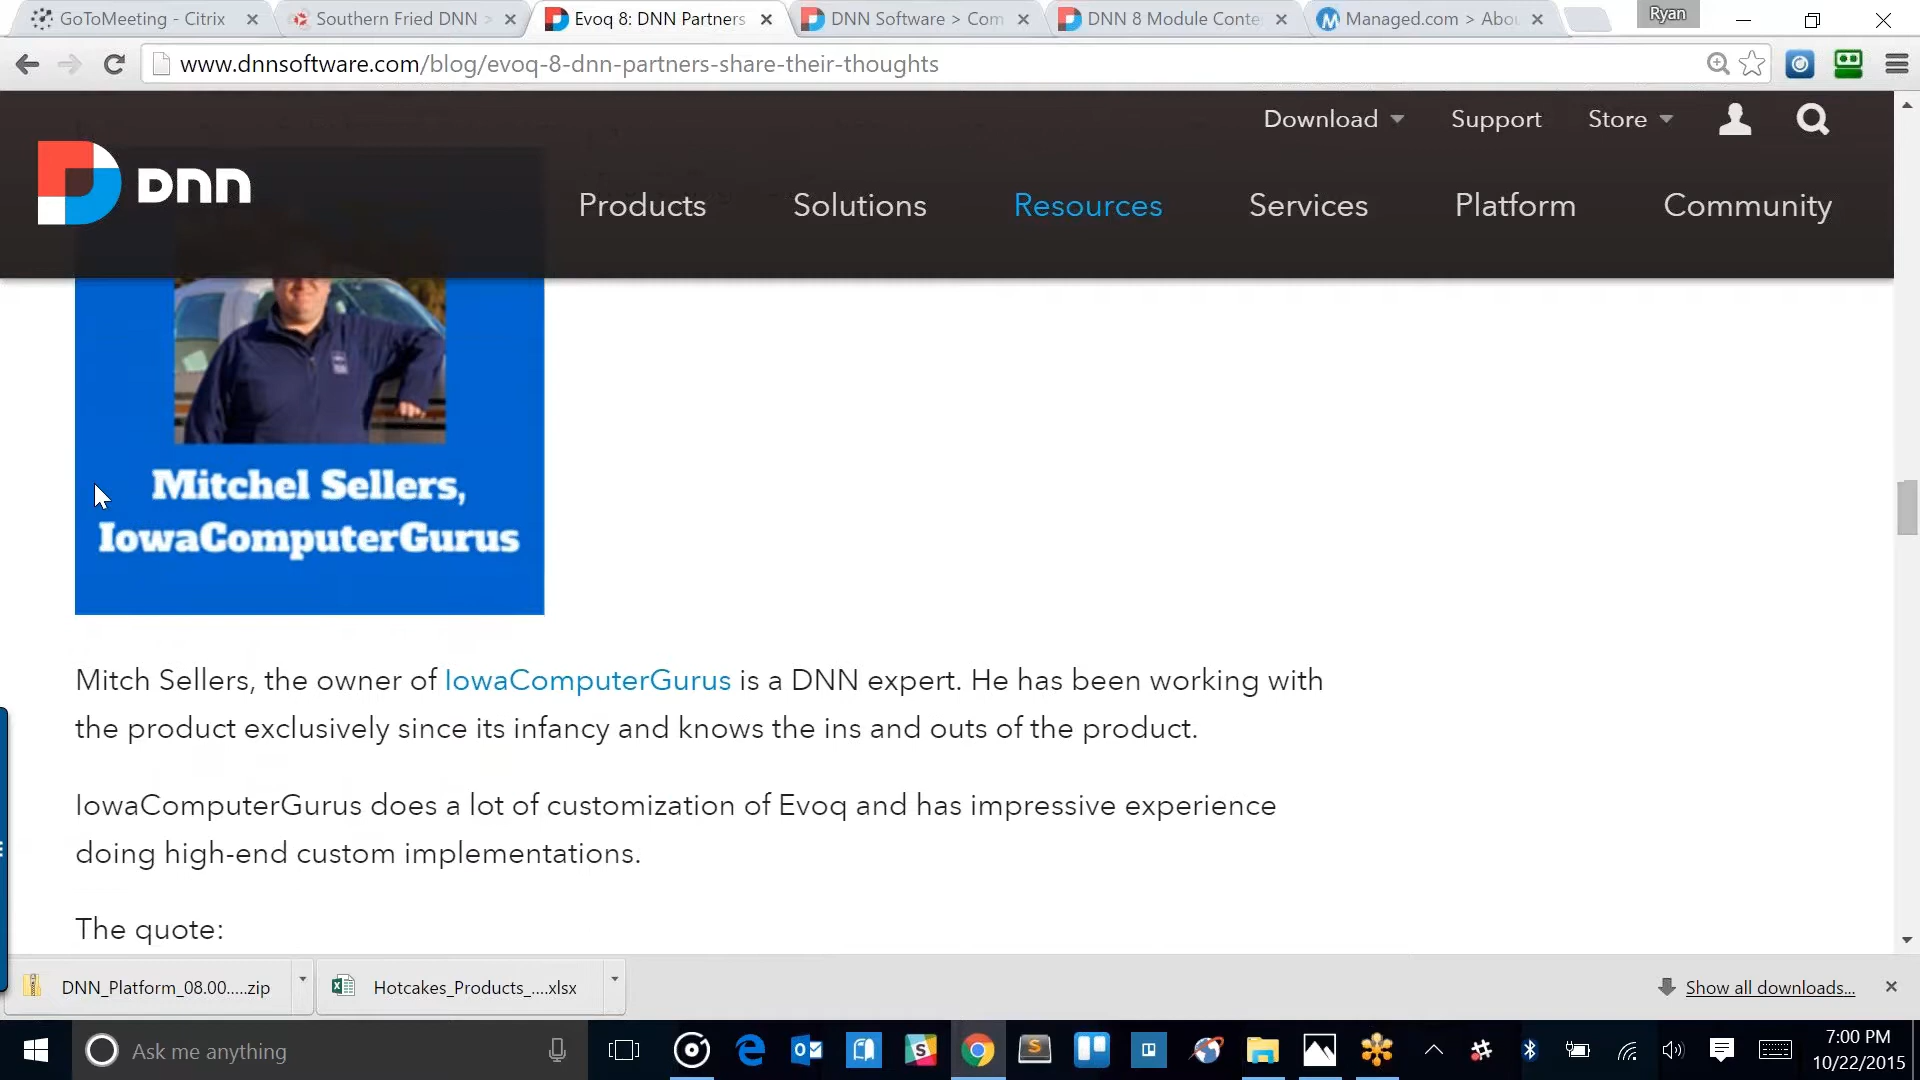 GoToMeeting - Citrix
Southern Fried DNN >
Evoq 8: DNN Partners
DNN Software > Com
DNN 8 Module Conte
Managed.com > Abou
Ryan
www.dnnsoftware.com/blog/evoq-8-dnn-partners-share-their-thoughts
Download
Support
Store
DNN
Products
Solutions
Resources
Services
Platform
Community
Mitchel Sellers,
IowaComputerGurus
Mitch Sellers, the owner of IowaComputerGurus is a DNN expert. He has been working with
the product exclusively since its infancy and knows the ins and outs of the product.
IowaComputerGurus does a lot of customization of Evoq and has impressive experience
doing high-end custom implementations.
The quote:
DNN_Platform_08.00.....zip
Hotcakes_Products_....xlsx
Show all downloads...
Ask me anything
7:00 PM
10/22/2015